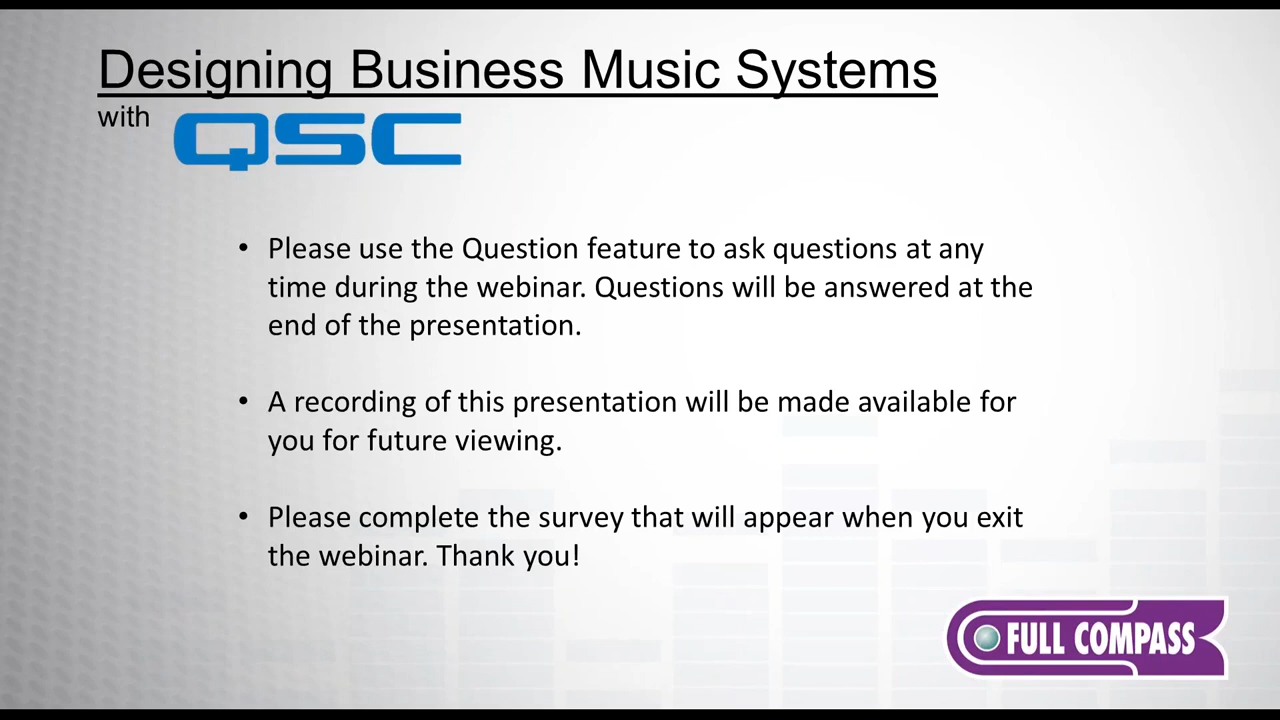 Designing Business Music Systems
with QSC
• Please use the Question feature to ask questions at any
time during the webinar. Questions will be answered at the
end of the presentation.
• A recording of this presentation will be made available for
you for future viewing.
• Please complete the survey that will appear when you exit
the webinar. Thank you!
FULL COMPASS